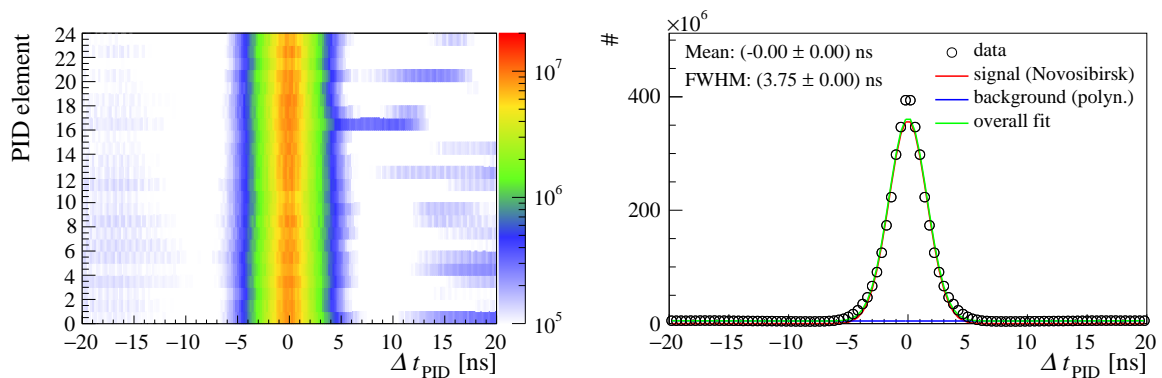 PID element
24
22
20
18
16
14
12
10
8
6
4
2
0
−20 −15 −10 −5 0 5 10 15 20
Δ t_PID [ns]
10^7
10^6
10^5
×10^6
#
400
200
0
Mean: (-0.00 ± 0.00) ns
FWHM: (3.75 ± 0.00) ns
data
signal (Novosibirsk)
background (polyn.)
overall fit
−20 −15 −10 −5 0 5 10 15 20
Δ t_PID [ns]